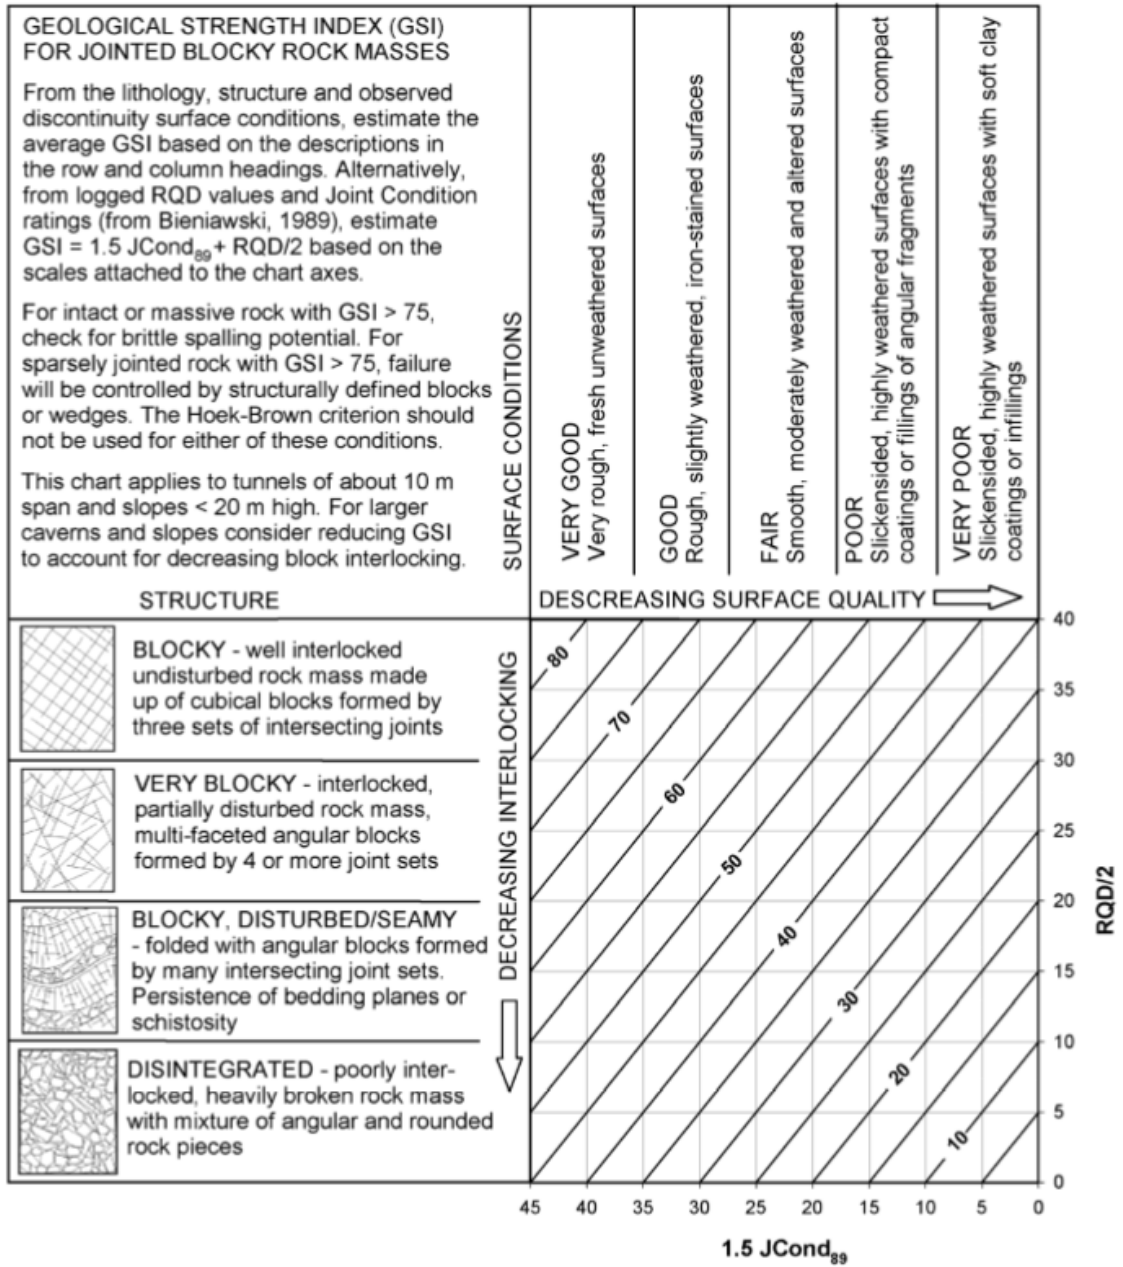 GEOLOGICAL STRENGTH INDEX (GSI)
FOR JOINTED BLOCKY ROCK MASSES
From the lithology, structure and observed
discontinuity surface conditions, estimate the
average GSI based on the descriptions in
the row and column headings. Alternatively,
from logged RQD values and Joint Condition
ratings (from Bieniawski, 1989), estimate
GSI = 1.5 JCond89 + RQD/2 based on the
scales attached to the chart axes.
For intact or massive rock with GSI > 75,
check for brittle spalling potential. For
sparsely jointed rock with GSI > 75, failure
will be controlled by structurally defined blocks
or wedges. The Hoek-Brown criterion should
not be used for either of these conditions.
This chart applies to tunnels of about 10 m
span and slopes < 20 m high. For larger
caverns and slopes consider reducing GSI
to account for decreasing block interlocking.
SURFACE CONDITIONS
VERY GOOD
Very rough, fresh unweathered surfaces
GOOD
Rough, slightly weathered, iron-stained surfaces
FAIR
Smooth, moderately weathered and altered surfaces
POOR
Slickensided, highly weathered surfaces with compact
coatings or fillings of angular fragments
VERY POOR
Slickensided, highly weathered surfaces with soft clay
coatings or infillings
STRUCTURE
DESCREASING SURFACE QUALITY
BLOCKY - well interlocked
undisturbed rock mass made
up of cubical blocks formed by
three sets of intersecting joints
VERY BLOCKY - interlocked,
partially disturbed rock mass,
multi-faceted angular blocks
formed by 4 or more joint sets
BLOCKY, DISTURBED/SEAMY
- folded with angular blocks formed
by many intersecting joint sets.
Persistence of bedding planes or
schistosity
DISINTEGRATED - poorly inter-
locked, heavily broken rock mass
with mixture of angular and rounded
rock pieces
DECREASING INTERLOCKING
80
70
60
50
40
30
20
10
40
35
30
25
20
15
10
5
0
RQD/2
45 40 35 30 25 20 15 10 5 0
1.5 JCond89